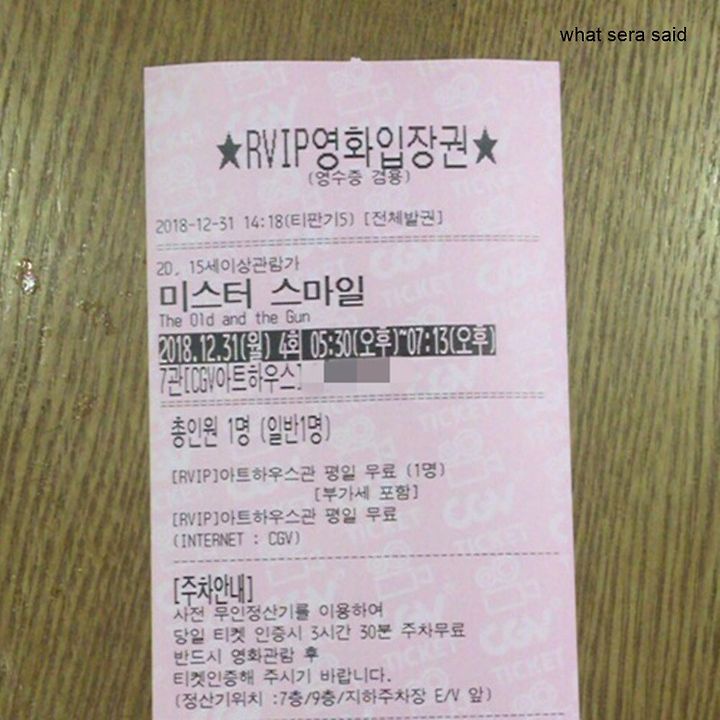 what sera said
★RVIP영화입장권★
(영수증 겸용)
2018-12-31 14:18(티판기5) [전체발권]
2D, 15세이상관람가
미스터 스마일
The Old and the Gun
2018.12.31(월) 4회 05:30(오후)~07:13(오후)
7관[CGV아트하우스]
총인원 1명 (일반1명)
[RVIP]아트하우스관 평일 무료 (1명)
[부가세 포함]
[RVIP]아트하우스관 평일 무료
(INTERNET : CGV)
[주차안내]
사전 무인정산기를 이용하여
당일 티켓 인증시 3시간 30분 주차무료
반드시 영화관람 후
티켓인증해 주시기 바랍니다.
(정산기위치 :7층/9층/지하주차장 E/V 앞)